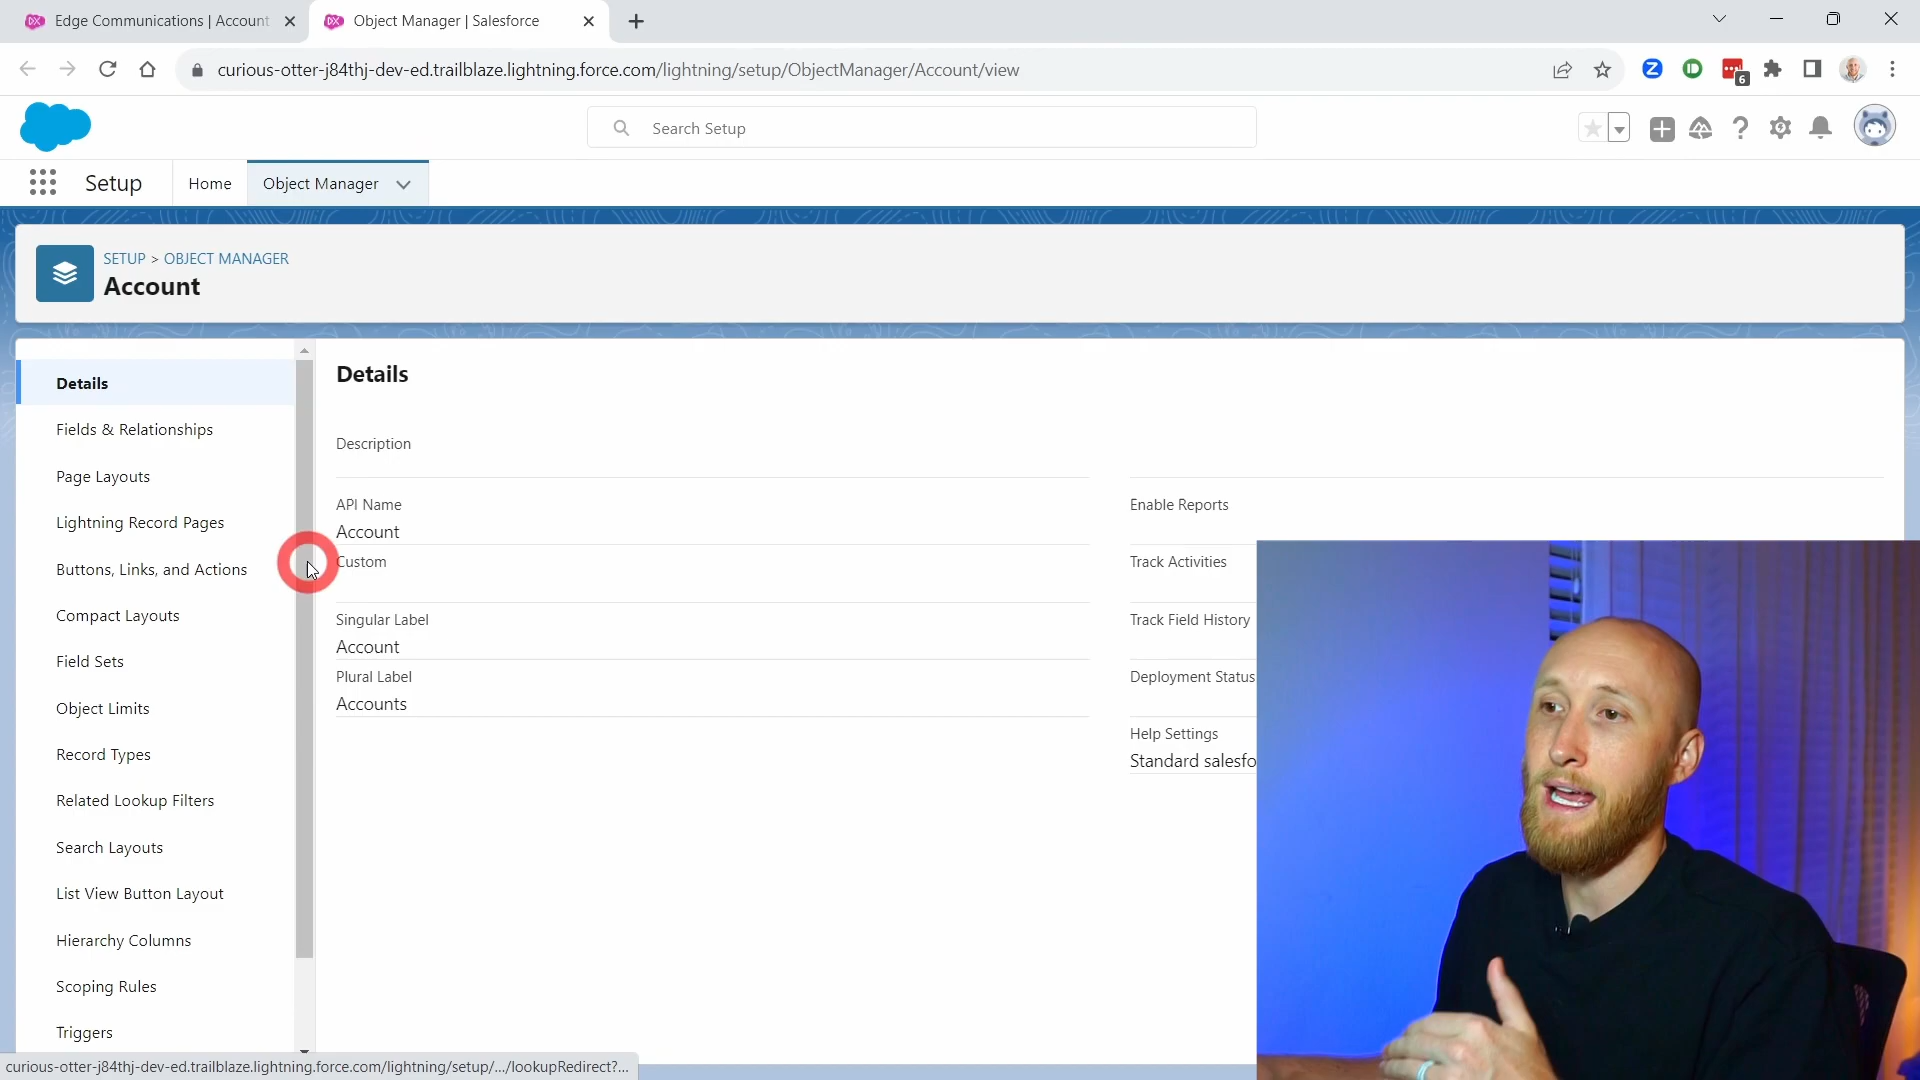 Edge Communications | Account
Object Manager | Salesforce
curious-otter-j84thj-dev-ed.trailblaze.lightning.force.com/lightning/setup/ObjectManager/Account/view
6
Search Setup
Setup
Home
Object Manager
SETUP > OBJECT MANAGER
Account
Details
Fields & Relationships
Page Layouts
Lightning Record Pages
Buttons, Links, and Actions
Compact Layouts
Field Sets
Object Limits
Record Types
Related Lookup Filters
Search Layouts
List View Button Layout
Hierarchy Columns
Scoping Rules
Triggers
Details
Description
API Name
Account
Custom
Singular Label
Account
Plural Label
Accounts
Enable Reports
Track Activities
Track Field History
Deployment Status
Help Settings
Standard salesfo
curious-otter-j84thj-dev-ed.trailblaze.lightning.force.com/lightning/setup/.../lookupRedirect?...